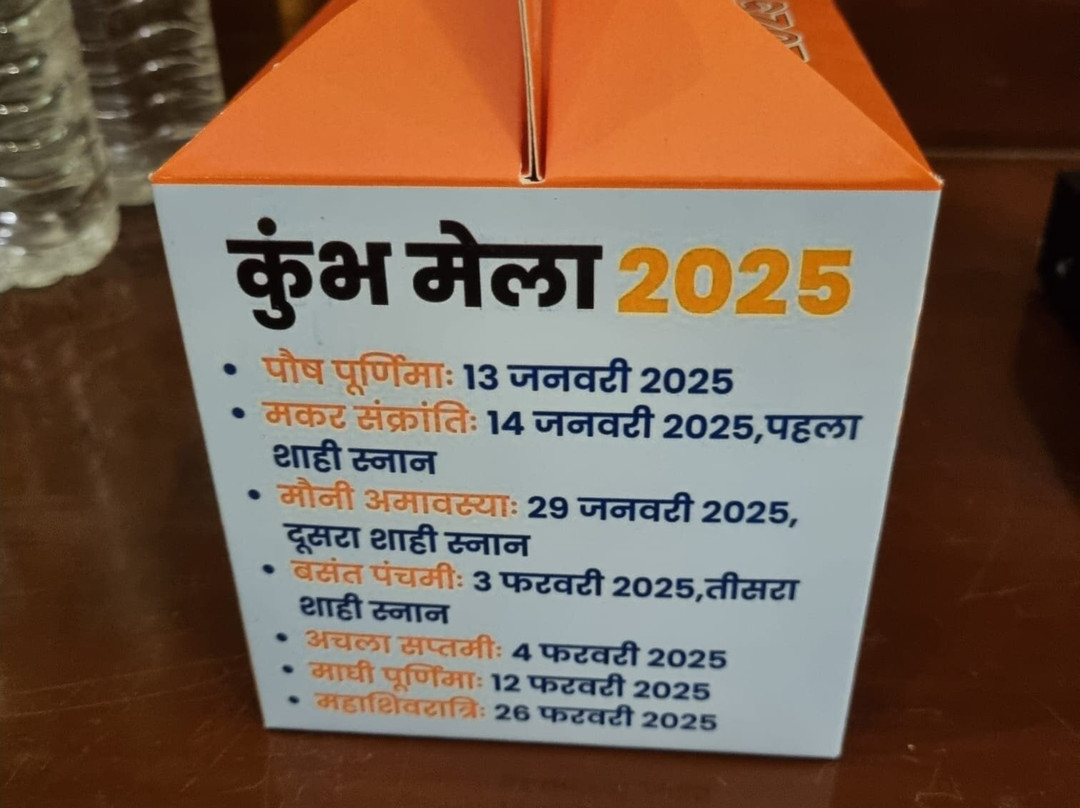 कुंभ मेला 2025
• पौष पूर्णिमाः 13 जनवरी 2025
• मकर संक्रांतिः 14 जनवरी 2025,पहला
शाही स्नान
• मौनी अमावस्याः 29 जनवरी 2025,
दूसरा शाही स्नान
• बसंत पंचमीः 3 फरवरी 2025,तीसरा
शाही स्नान
• अचला सप्तमीः 4 फरवरी 2025
• माघी पूर्णिमाः 12 फरवरी 2025
• महाशिवरात्रिः 26 फरवरी 2025